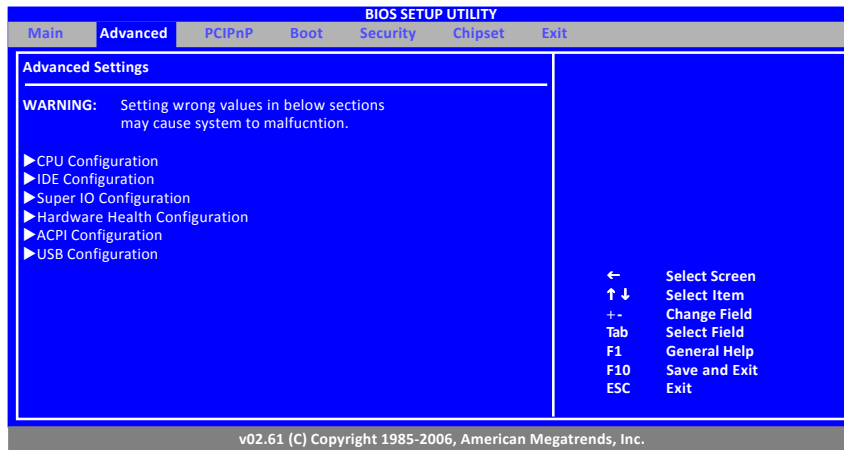 BIOS SETUP UTILITY
Main Advanced PCIPnP Boot Security Chipset Exit
Advanced Settings
WARNING: Setting wrong values in below sections
may cause system to malfucntion.
▶CPU Configuration
▶IDE Configuration
▶Super IO Configuration
▶Hardware Health Configuration
▶ACPI Configuration
▶USB Configuration
← Select Screen
↑↓ Select Item
+- Change Field
Tab Select Field
F1 General Help
F10 Save and Exit
ESC Exit
v02.61 (C) Copyright 1985-2006, American Megatrends, Inc.